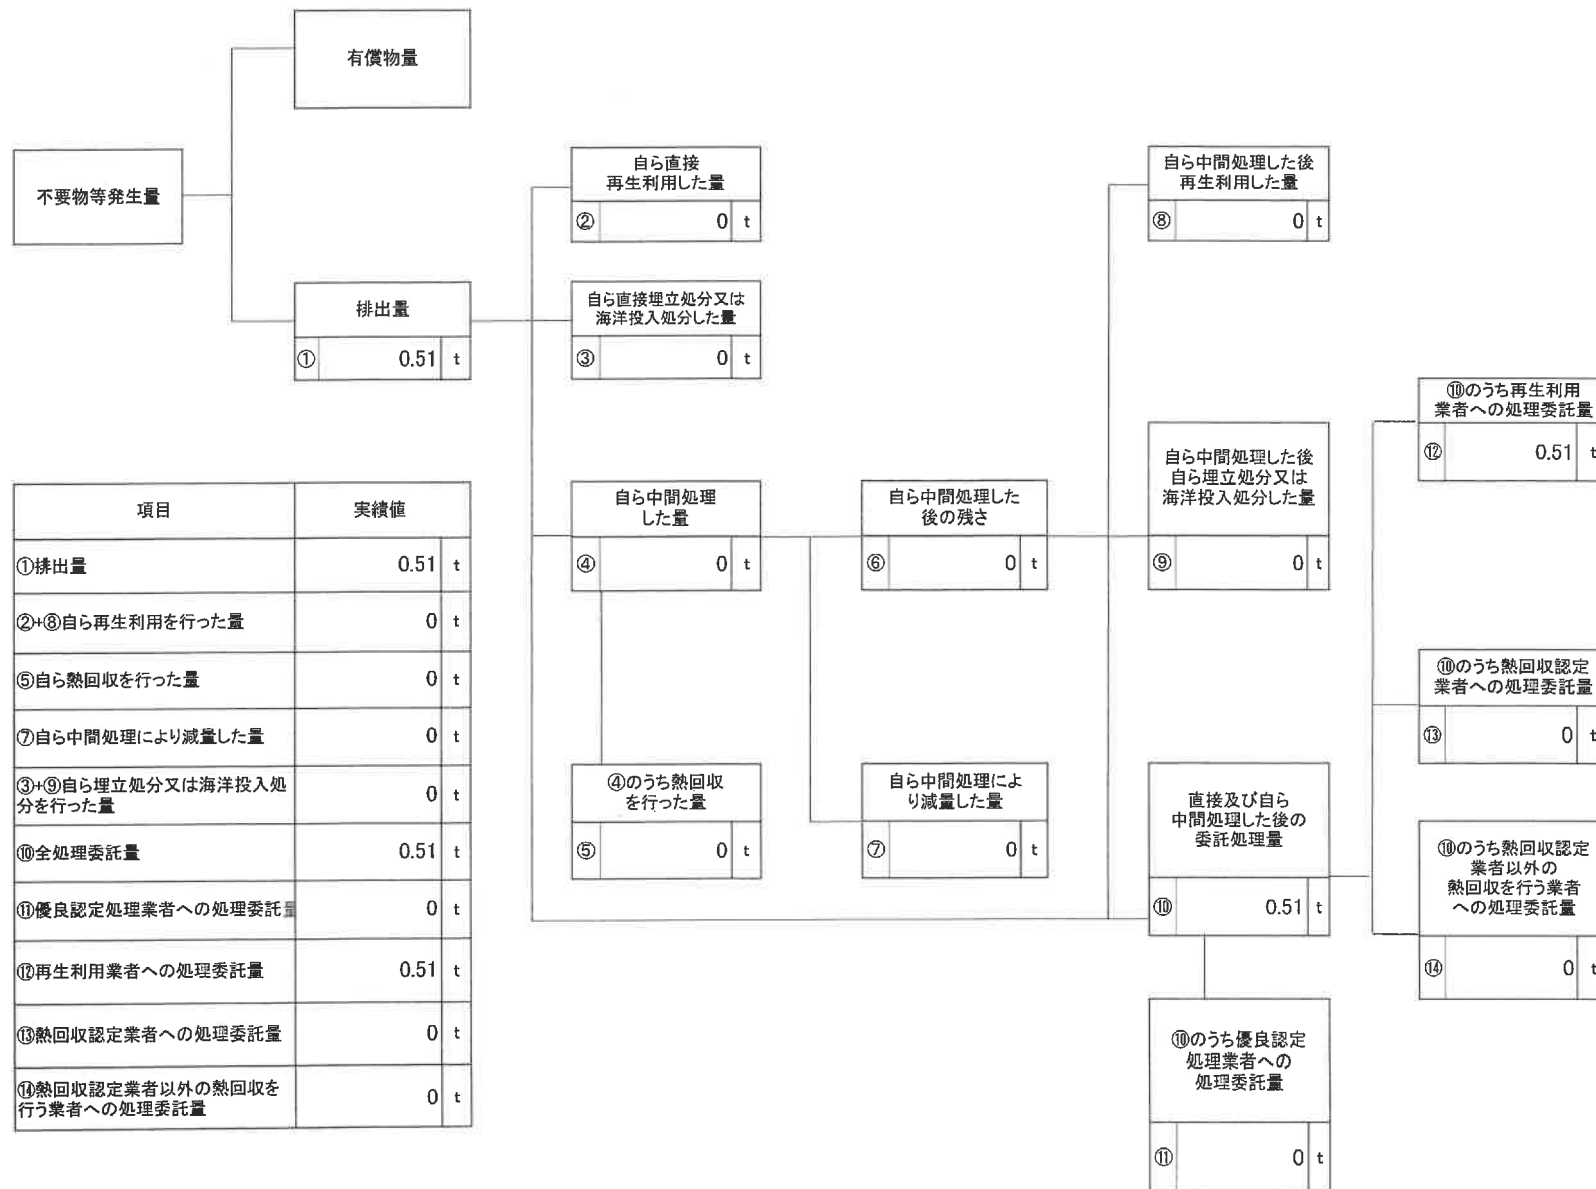 有償物量
不要物等発生量
排出量
① 0.51 t
自ら直接
再生利用した量
② 0 t
自ら直接埋立処分又は
海洋投入処分した量
③ 0 t
自ら中間処理
した量
④ 0 t
④のうち熱回収
を行った量
⑤ 0 t
自ら中間処理した
後の残さ
⑥ 0 t
自ら中間処理によ
り減量した量
⑦ 0 t
自ら中間処理した後
再生利用した量
⑧ 0 t
自ら中間処理した後
自ら埋立処分又は
海洋投入処分した量
⑨ 0 t
直接及び自ら
中間処理した後の
委託処理量
⑩ 0.51 t
⑩のうち優良認定
処理業者への
処理委託量
⑪ 0 t
⑩のうち再生利用
業者への処理委託量
⑫ 0.51 t
⑩のうち熱回収認定
業者への処理委託量
⑬ 0 t
⑩のうち熱回収認定
業者以外の
熱回収を行う業者
への処理委託量
⑭ 0 t
項目 実績値
①排出量 0.51 t
②+⑧自ら再生利用を行った量 0 t
⑤自ら熱回収を行った量 0 t
⑦自ら中間処理により減量した量 0 t
③+⑨自ら埋立処分又は海洋投入処
分を行った量 0 t
⑩全処理委託量 0.51 t
⑪優良認定処理業者への処理委託量 0 t
⑫再生利用業者への処理委託量 0.51 t
⑬熱回収認定業者への処理委託量 0 t
⑭熱回収認定業者以外の熱回収を
行う業者への処理委託量 0 t